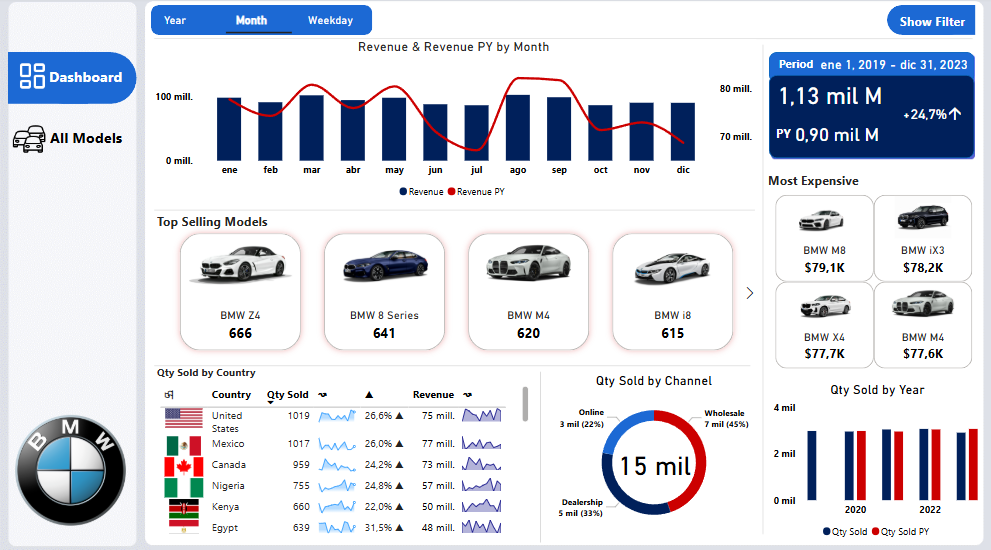 Year
Month
Weekday
Show Filter
Dashboard
All Models
BMW
Revenue & Revenue PY by Month
100 mill.
0 mill.
80 mill.
70 mill.
ene feb mar abr may jun jul ago sep oct nov dic
Revenue Revenue PY
Period ene 1, 2019 - dic 31, 2023
1,13 mil M
+24,7%↑
PY 0,90 mil M
Most Expensive
BMW M8
$79,1K
BMW iX3
$78,2K
BMW X4
$77,7K
BMW M4
$77,6K
Top Selling Models
BMW Z4
666
BMW 8 Series
641
BMW M4
620
BMW i8
615
Qty Sold by Country
Country Qty Sold ▲ Revenue
United States 1019 26,6% ▲ 75 mill.
Mexico 1017 26,0% ▲ 77 mill.
Canada 959 24,2% ▲ 73 mill.
Nigeria 755 24,8% ▲ 57 mill.
Kenya 660 22,0% ▲ 50 mill.
Egypt 639 31,5% ▲ 48 mill.
Qty Sold by Channel
Online
3 mil (22%)
Wholesale
7 mil (45%)
15 mil
Dealership
5 mil (33%)
Qty Sold by Year
4 mil
2 mil
0 mil
2020 2022
Qty Sold Qty Sold PY